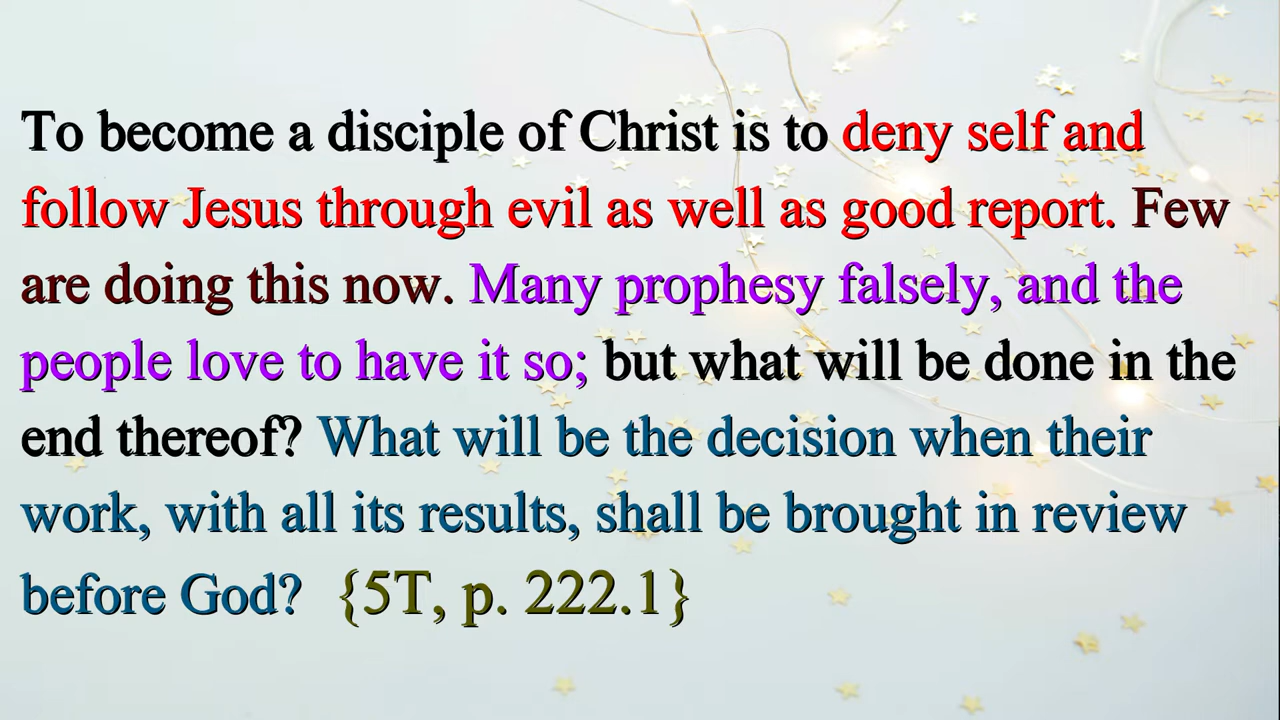 To become a disciple of Christ is to deny self and
follow Jesus through evil as well as good report. Few
are doing this now. Many prophesy falsely, and the
people love to have it so; but what will be done in the
end thereof? What will be the decision when their
work, with all its results, shall be brought in review
before God? {5T, p. 222.1}